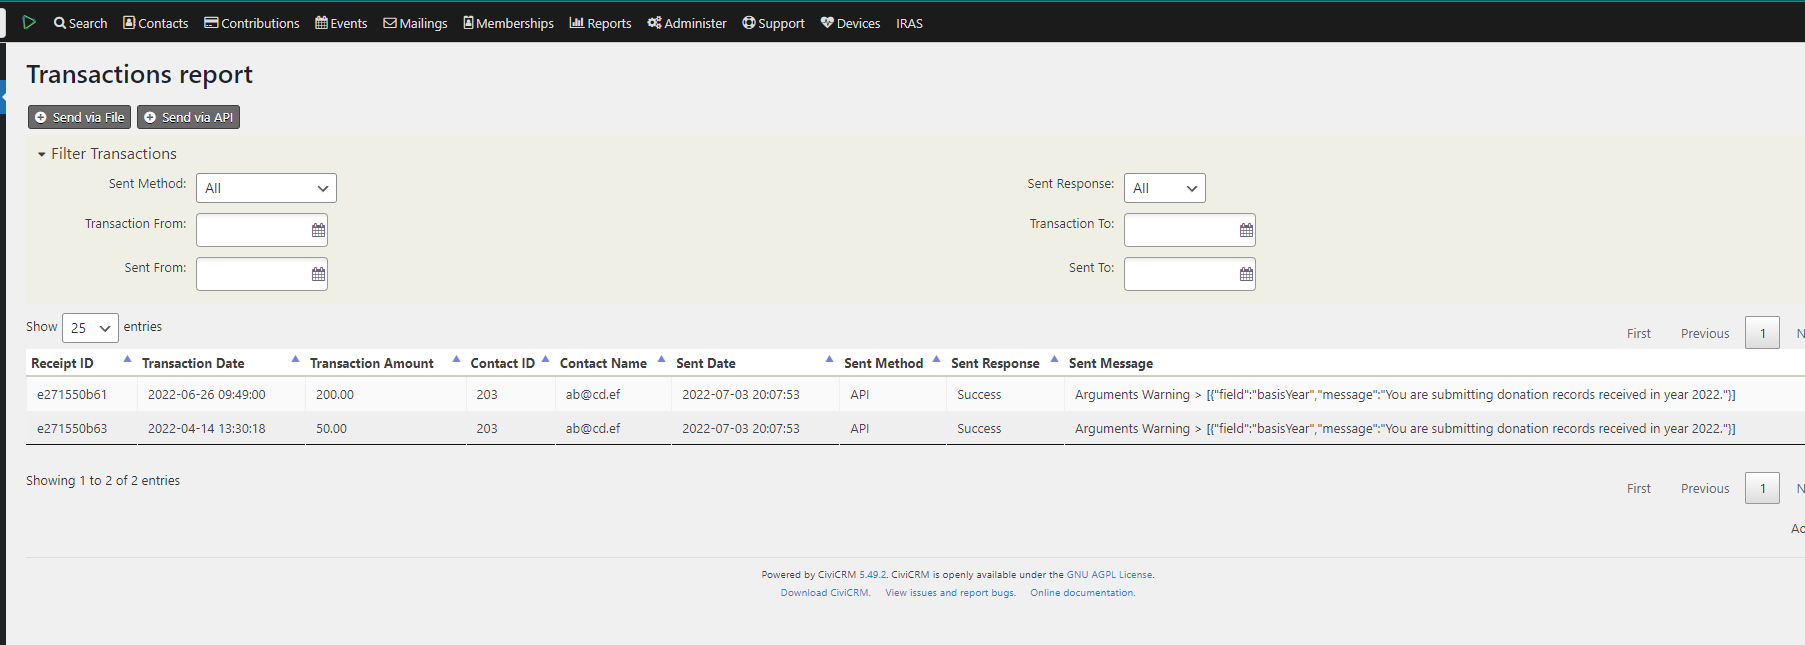 Search Contacts Contributions Events Mailings Memberships Reports Administer Support Devices IRAS
Transactions report
Send via File Send via API
Filter Transactions
Sent Method: All Sent Response: All
Transaction From: Transaction To:
Sent From: Sent To:
Show 25 entries
First Previous 1 N
Receipt ID Transaction Date Transaction Amount Contact ID Contact Name Sent Date Sent Method Sent Response Sent Message
e271550b61 2022-06-26 09:49:00 200.00 203 ab@cd.ef 2022-07-03 20:07:53 API Success Arguments Warning > [{"field":"basisYear","message":"You are submitting donation records received in year 2022."}]
e271550b63 2022-04-14 13:30:18 50.00 203 ab@cd.ef 2022-07-03 20:07:53 API Success Arguments Warning > [{"field":"basisYear","message":"You are submitting donation records received in year 2022."}]
Showing 1 to 2 of 2 entries
First Previous 1 N
Ac
Powered by CiviCRM 5.49.2. CiviCRM is openly available under the GNU AGPL License.
Download CiviCRM. View issues and report bugs. Online documentation.